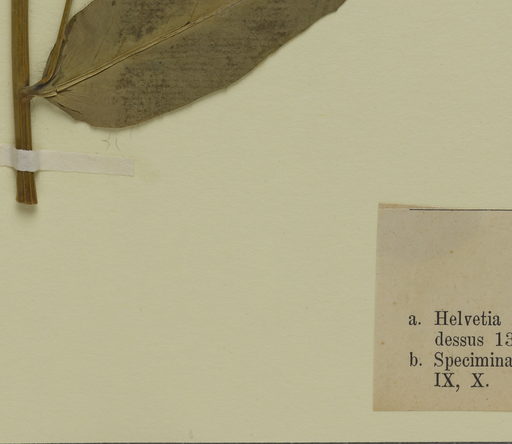 a. Helvetia
dessus 13
b. Specimina
IX, X.